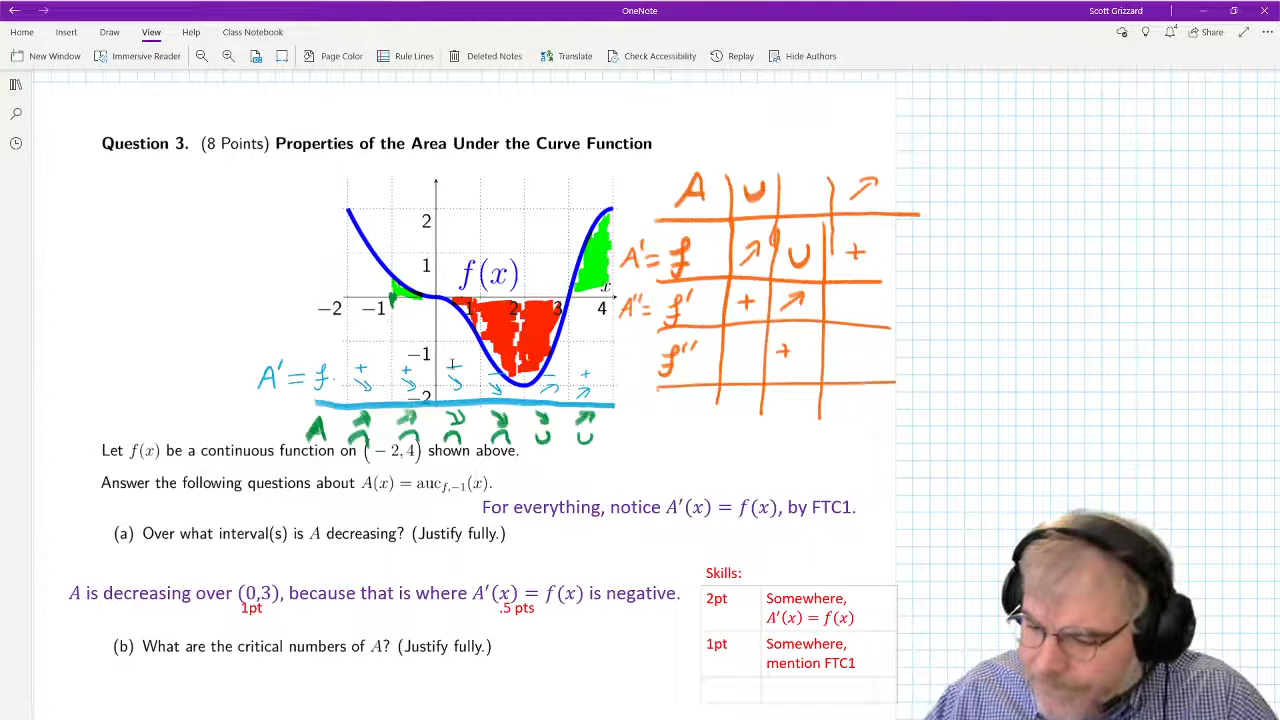 OneNote
Scott Grizzard
Home Insert Draw View Help Class Notebook
Share
New Window Immersive Reader Page Color Rule Lines Deleted Notes Translate Check Accessibility Replay Hide Authors
Question 3. (8 Points) Properties of the Area Under the Curve Function
2
1
−1
−2
−2 −1 1 2 3 4
x
f(x)
A ∪ ↗
A' = f ↗ ∪ +
A'' = f' + ↗
f'' +
A' = f + + + − − +
↘ ↘ ↘ ↘ ↗ ↗
A ↗ ↗ ↘ ↘ ↘ ↗
∩ ∩ ∩ ∩ ∪ ∪
Let f(x) be a continuous function on (−2, 4) shown above.
Answer the following questions about A(x) = auc_{f,−1}(x).
For everything, notice A'(x) = f(x), by FTC1.
(a) Over what interval(s) is A decreasing? (Justify fully.)
A is decreasing over (0,3), because that is where A'(x) = f(x) is negative.
1pt .5 pts
(b) What are the critical numbers of A? (Justify fully.)
Skills:
2pt Somewhere,
A'(x) = f(x)
1pt Somewhere,
mention FTC1